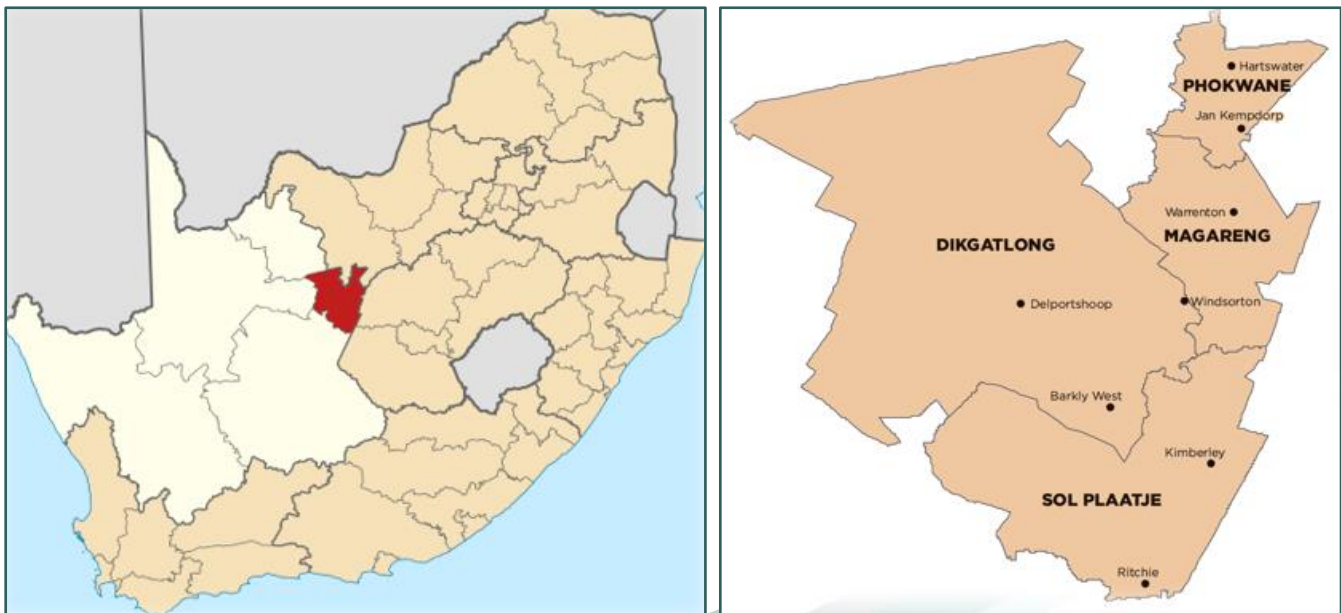 Hartswater
PHOKWANE
Jan Kempdorp
Warrenton
MAGARENG
DIKGATLONG
Delportshoop
Windsorton
Barkly West
Kimberley
SOL PLAATJE
Ritchie